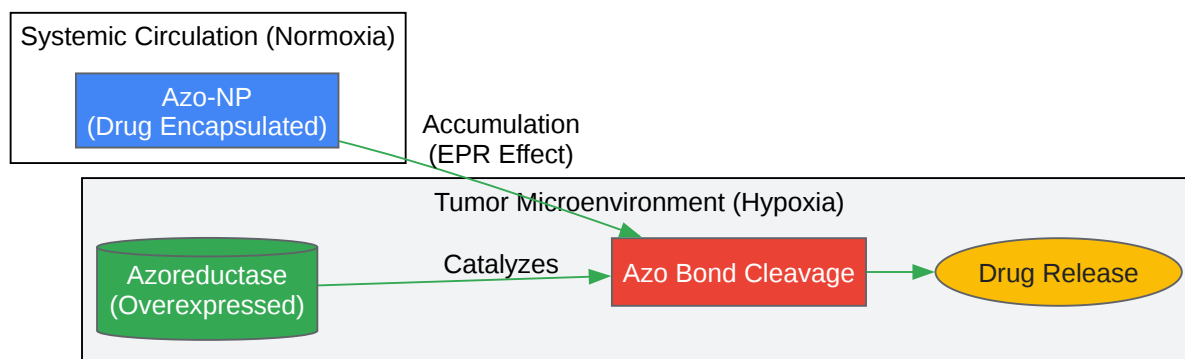 Systemic Circulation (Normoxia)
Azo-NP
(Drug Encapsulated)
Accumulation
(EPR Effect)
Tumor Microenvironment (Hypoxia)
Azoreductase
(Overexpressed)
Catalyzes
Azo Bond Cleavage
Drug Release